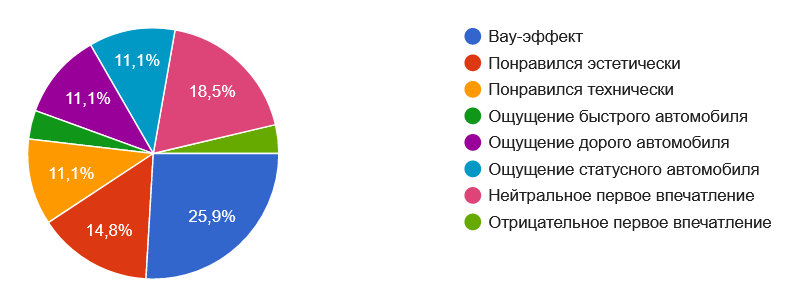 11,1%
18,5%
11,1%
11,1%
14,8%
25,9%
Вау-эффект
Понравился эстетически
Понравился технически
Ощущение быстрого автомобиля
Ощущение дорого автомобиля
Ощущение статусного автомобиля
Нейтральное первое впечатление
Отрицательное первое впечатление